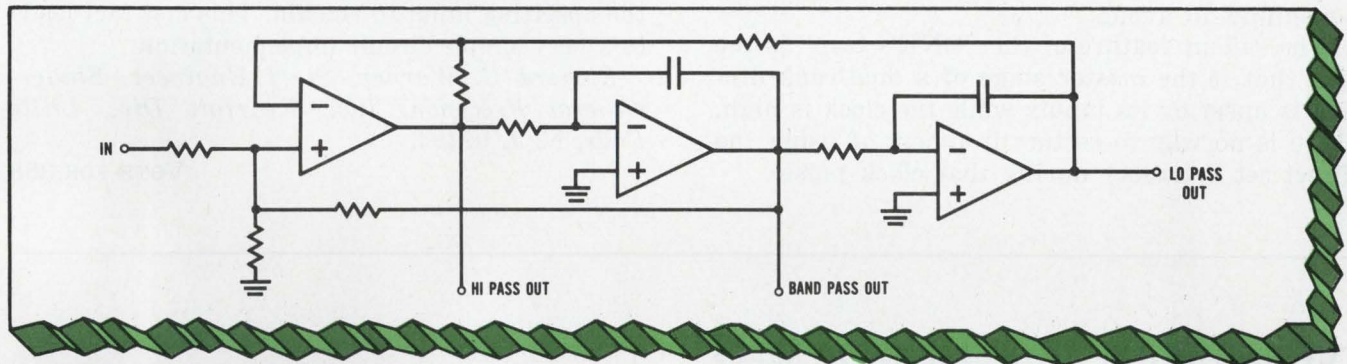 IN
−
+
+
+
LO PASS
OUT
HI PASS OUT
BAND PASS OUT